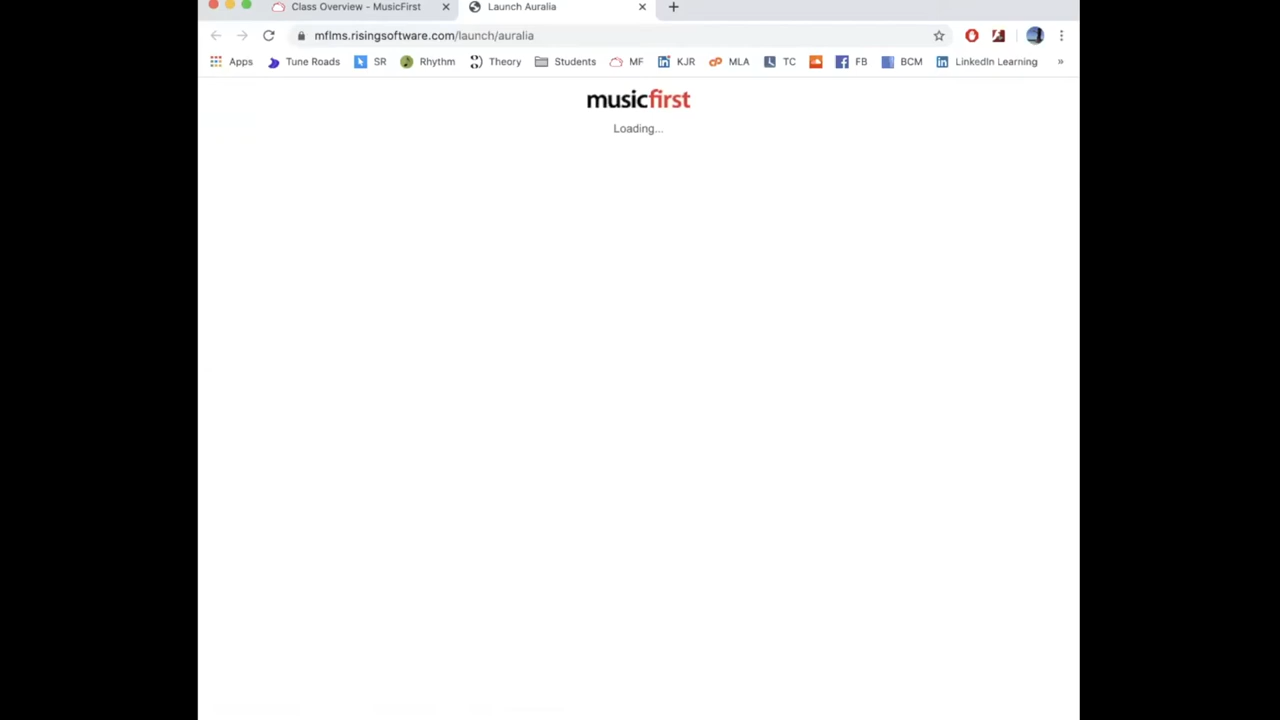 Class Overview - MusicFirst
Launch Auralia
mflms.risingsoftware.com/launch/auralia
Apps Tune Roads SR Rhythm Theory Students MF KJR MLA TC FB BCM LinkedIn Learning »
musicfirst
Loading...